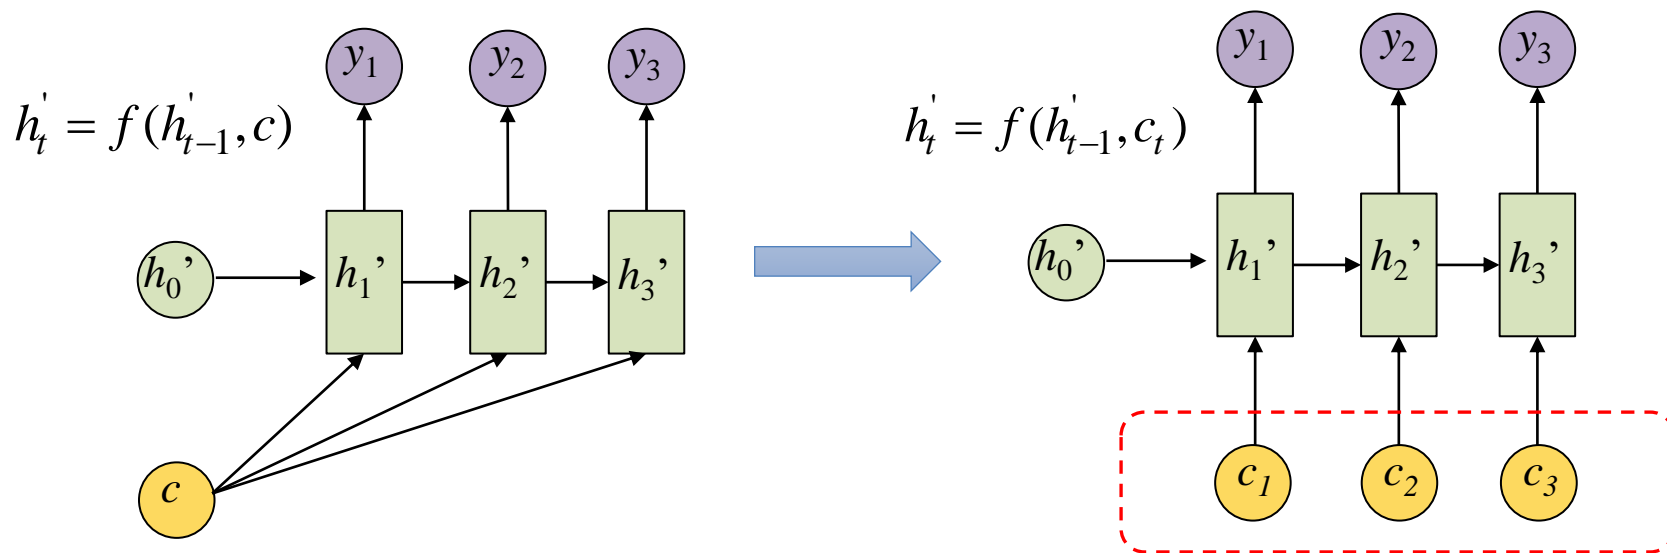 y₁ y₂ y₃
h'ₜ = f(h'ₜ₋₁, c)
h₀’ h₁’ h₂’ h₃’
c
y₁ y₂ y₃
h'ₜ = f(h'ₜ₋₁, cₜ)
h₀’ h₁’ h₂’ h₃’
c₁ c₂ c₃